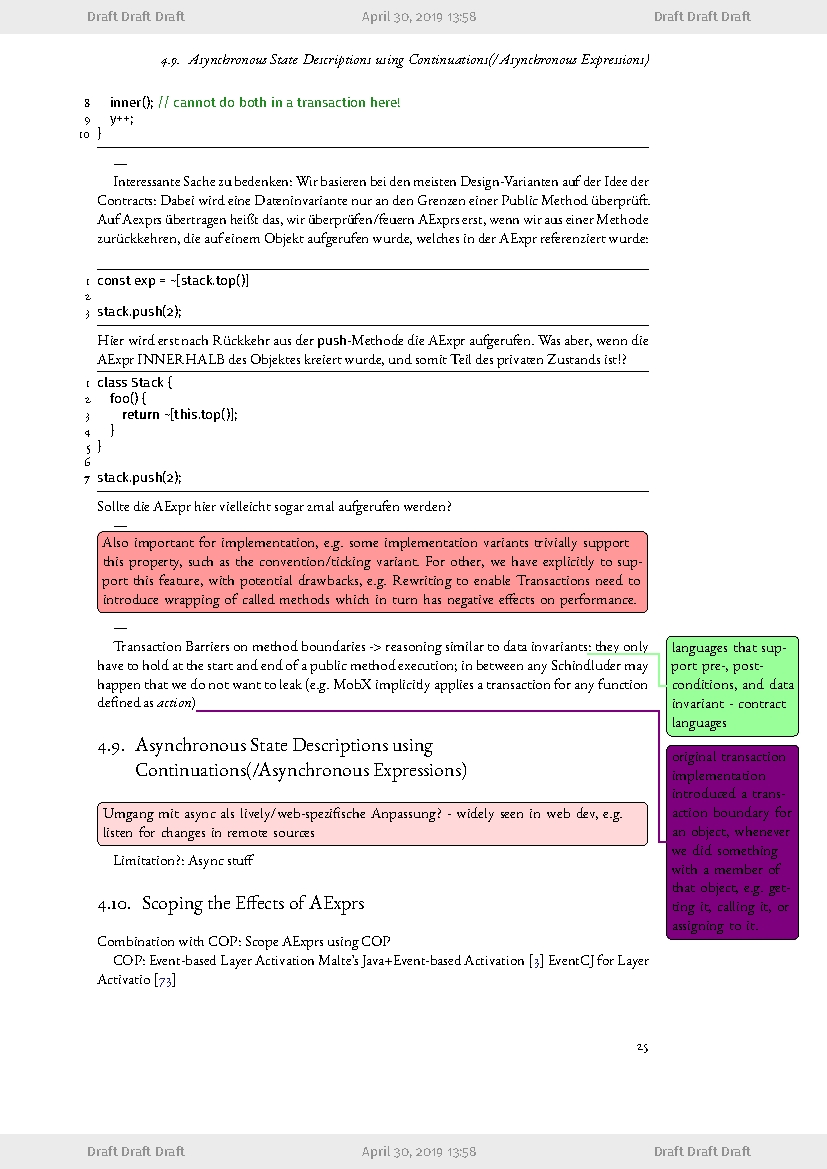 Draft Draft Draft April 30, 2019 13:58 Draft Draft Draft
4.9. Asynchronous State Descriptions using Continuations(/Asynchronous Expressions)
8 inner(); // cannot do both in a transaction here!
9 y++;
10 }
—
Interessante Sache zu bedenken: Wir basieren bei den meisten Design-Varianten auf der Idee der
Contracts: Dabei wird eine Dateninvariante nur an den Grenzen einer Public Method überprüft.
Auf Aexprs übertragen heißt das, wir überprüfen/feuern AExprs erst, wenn wir aus einer Methode
zurückkehren, die auf einem Objekt aufgerufen wurde, welches in der AExpr referenziert wurde:
1 const exp = ~[stack.top()]
2
3 stack.push(2);
Hier wird erst nach Rückkehr aus der push-Methode die AExpr aufgerufen. Was aber, wenn die
AExpr INNERHALB des Objektes kreiert wurde, und somit Teil des privaten Zustands ist!?
1 class Stack {
2 foo() {
3 return ~[this.top()];
4 }
5 }
6
7 stack.push(2);
Sollte die AExpr hier vielleicht sogar 2mal aufgerufen werden?
—
Also important for implementation, e.g. some implementation variants trivially support
this property, such as the convention/ticking variant. For other, we have explicitly to sup-
port this feature, with potential drawbacks, e.g. Rewriting to enable Transactions need to
introduce wrapping of called methods which in turn has negative effects on performance.
—
Transaction Barriers on method boundaries -> reasoning similar to data invariants: they only
have to hold at the start and end of a public method execution; in between any Schindluder may
happen that we do not want to leak (e.g. MobX implicitly applies a transaction for any function
defined as action)
languages that sup-
port pre-, post-
conditions, and data
invariant - contract
languages
original transaction
implementation
introduced a trans-
action boundary for
an object, whenever
we did something
with a member of
that object, e.g. get-
ting it, calling it, or
assigning to it.
4.9. Asynchronous State Descriptions using
Continuations(/Asynchronous Expressions)
Umgang mit async als lively/web-spezifische Anpassung? - widely seen in web dev, e.g.
listen for changes in remote sources
Limitation?: Async stuff
4.10. Scoping the Effects of AExprs
Combination with COP: Scope AExprs using COP
COP: Event-based Layer Activation Malte's Java+Event-based Activation [3] EventCJ for Layer
Activatio [73]
25
Draft Draft Draft April 30, 2019 13:58 Draft Draft Draft